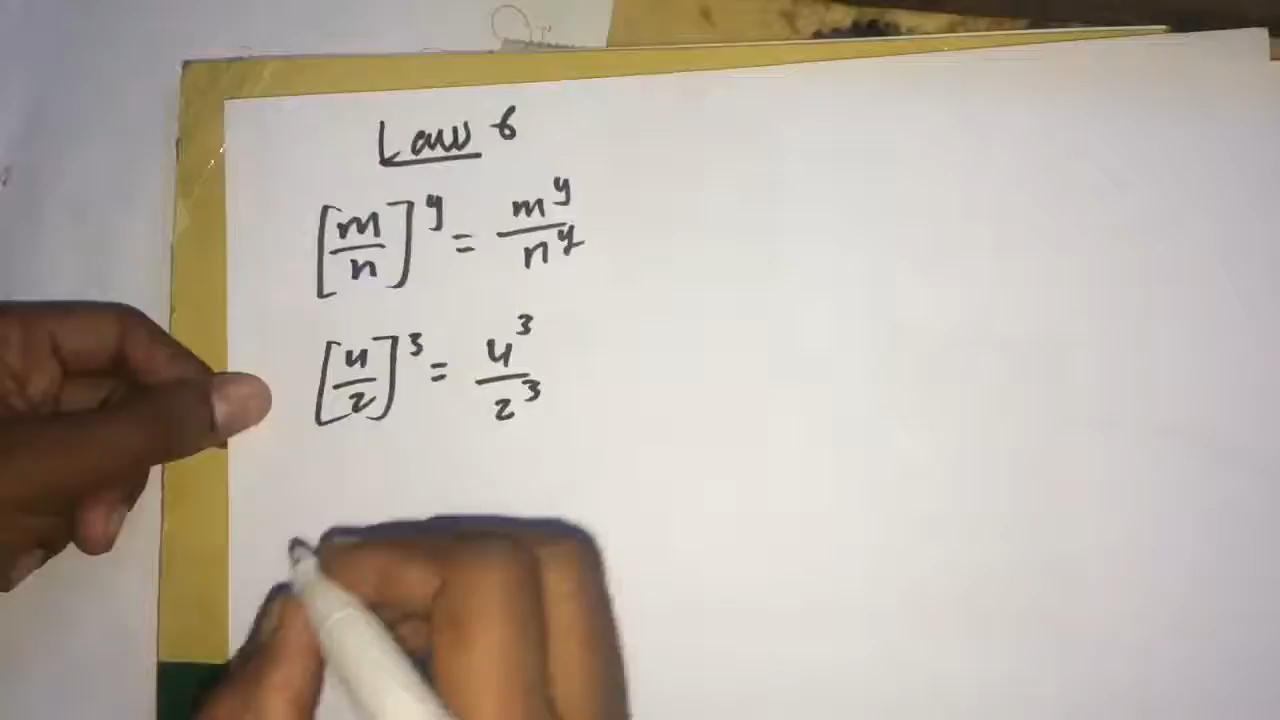 Law 6
[m/n]^y = m^y/n^y
[4/2]^3 = 4^3/2^3